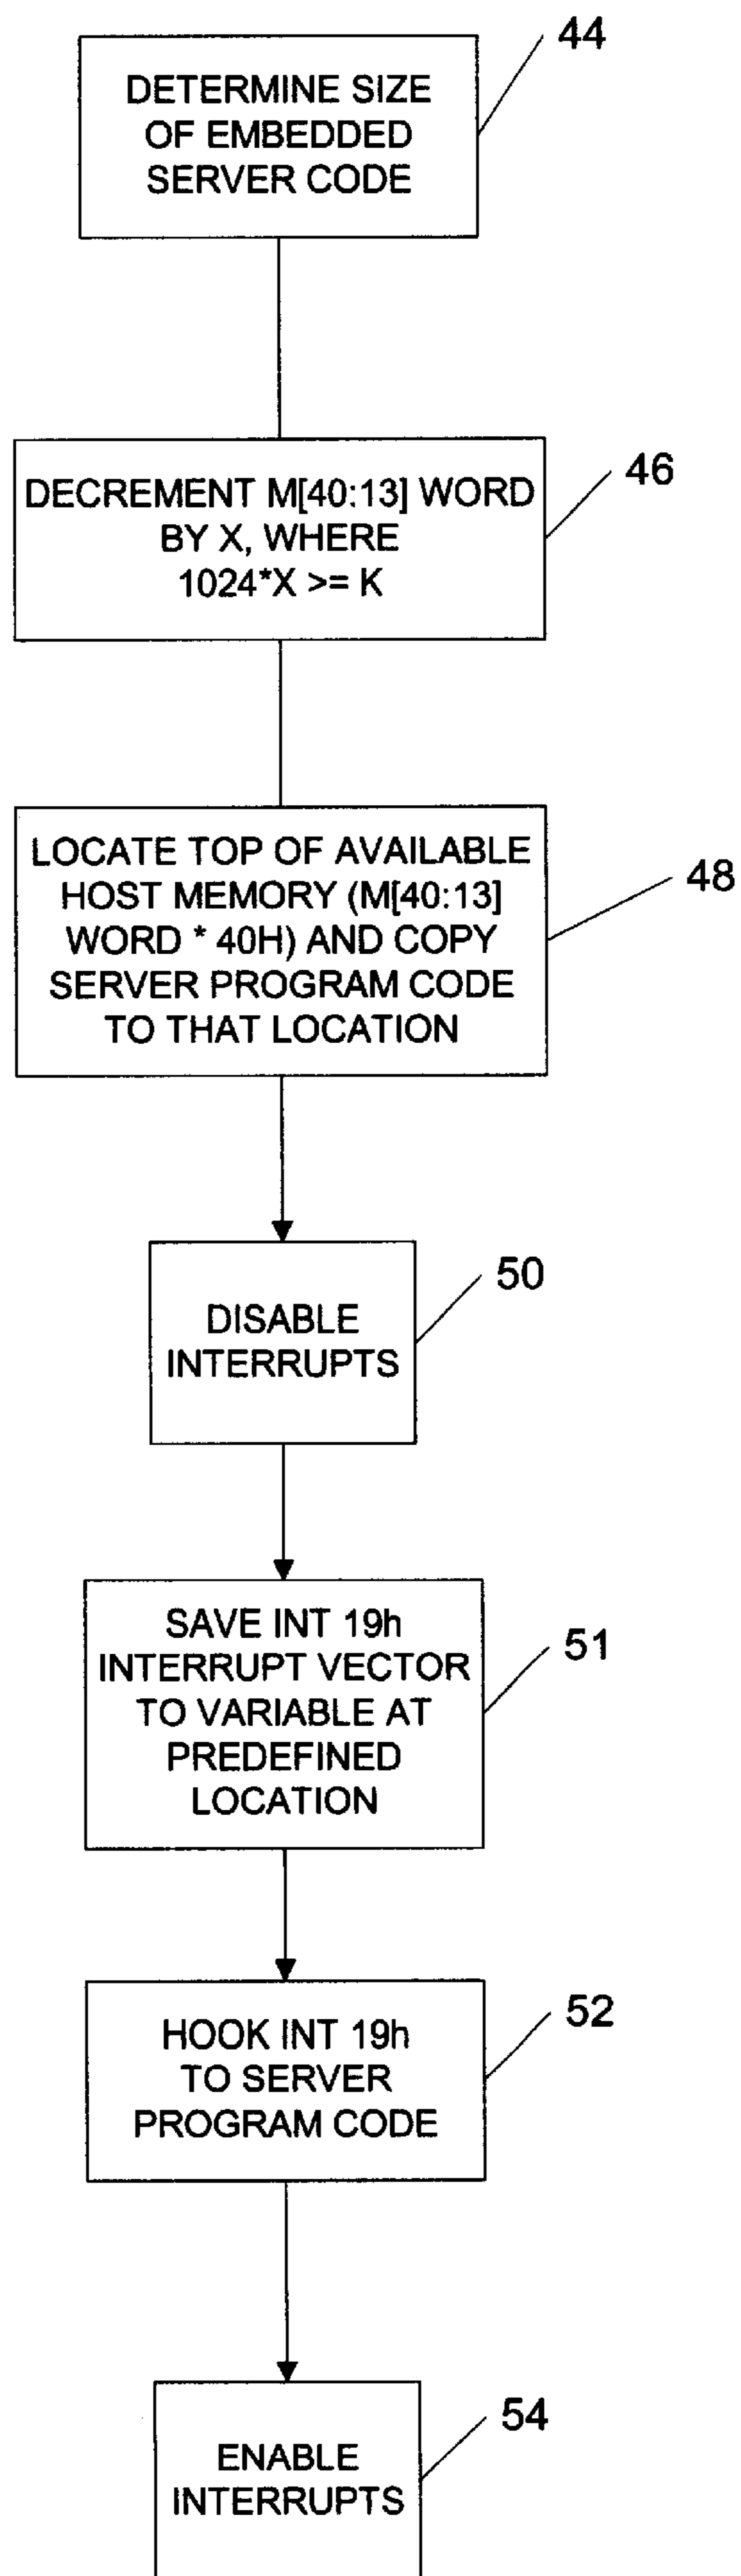 44
DETERMINE SIZE
OF EMBEDDED
SERVER CODE
46
DECREMENT M[40:13] WORD
BY X, WHERE
1024*X >= K
48
LOCATE TOP OF AVAILABLE
HOST MEMORY (M[40:13]
WORD * 40H) AND COPY
SERVER PROGRAM CODE
TO THAT LOCATION
50
DISABLE
INTERRUPTS
51
SAVE INT 19h
INTERRUPT VECTOR
TO VARIABLE AT
PREDEFINED
LOCATION
52
HOOK INT 19h
TO SERVER
PROGRAM CODE
54
ENABLE
INTERRUPTS